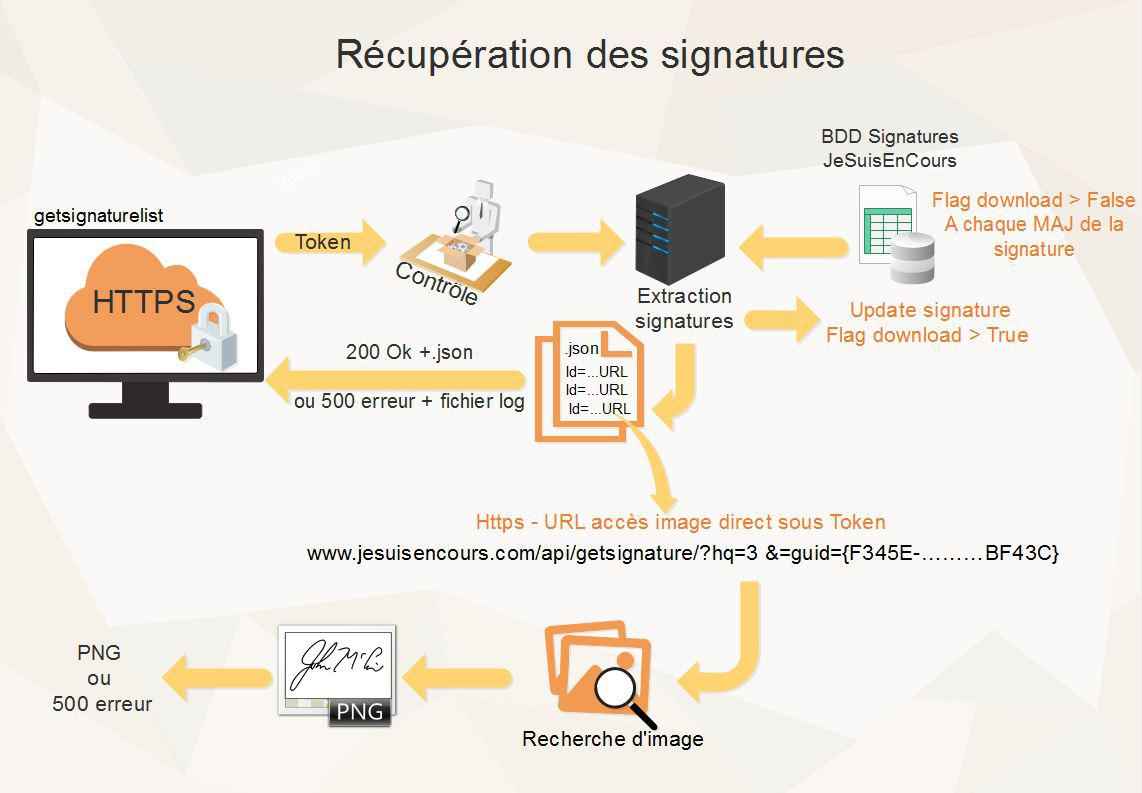 Récupération des signatures
BDD Signatures
JeSuisEnCours
getsignaturelist
Flag download > False
A chaque MAJ de la
signature
HTTPS
Token
Contrôle
Extraction
signatures
Update signature
Flag download > True
200 Ok +.json
ou 500 erreur + fichier log
.json
Id=...URL
Id=...URL
Id=...URL
Https - URL accès image direct sous Token
www.jesuisencours.com/api/getsignature/?hq=3 &=guid={F345E-………BF43C}
PNG
ou
500 erreur
PNG
Recherche d'image